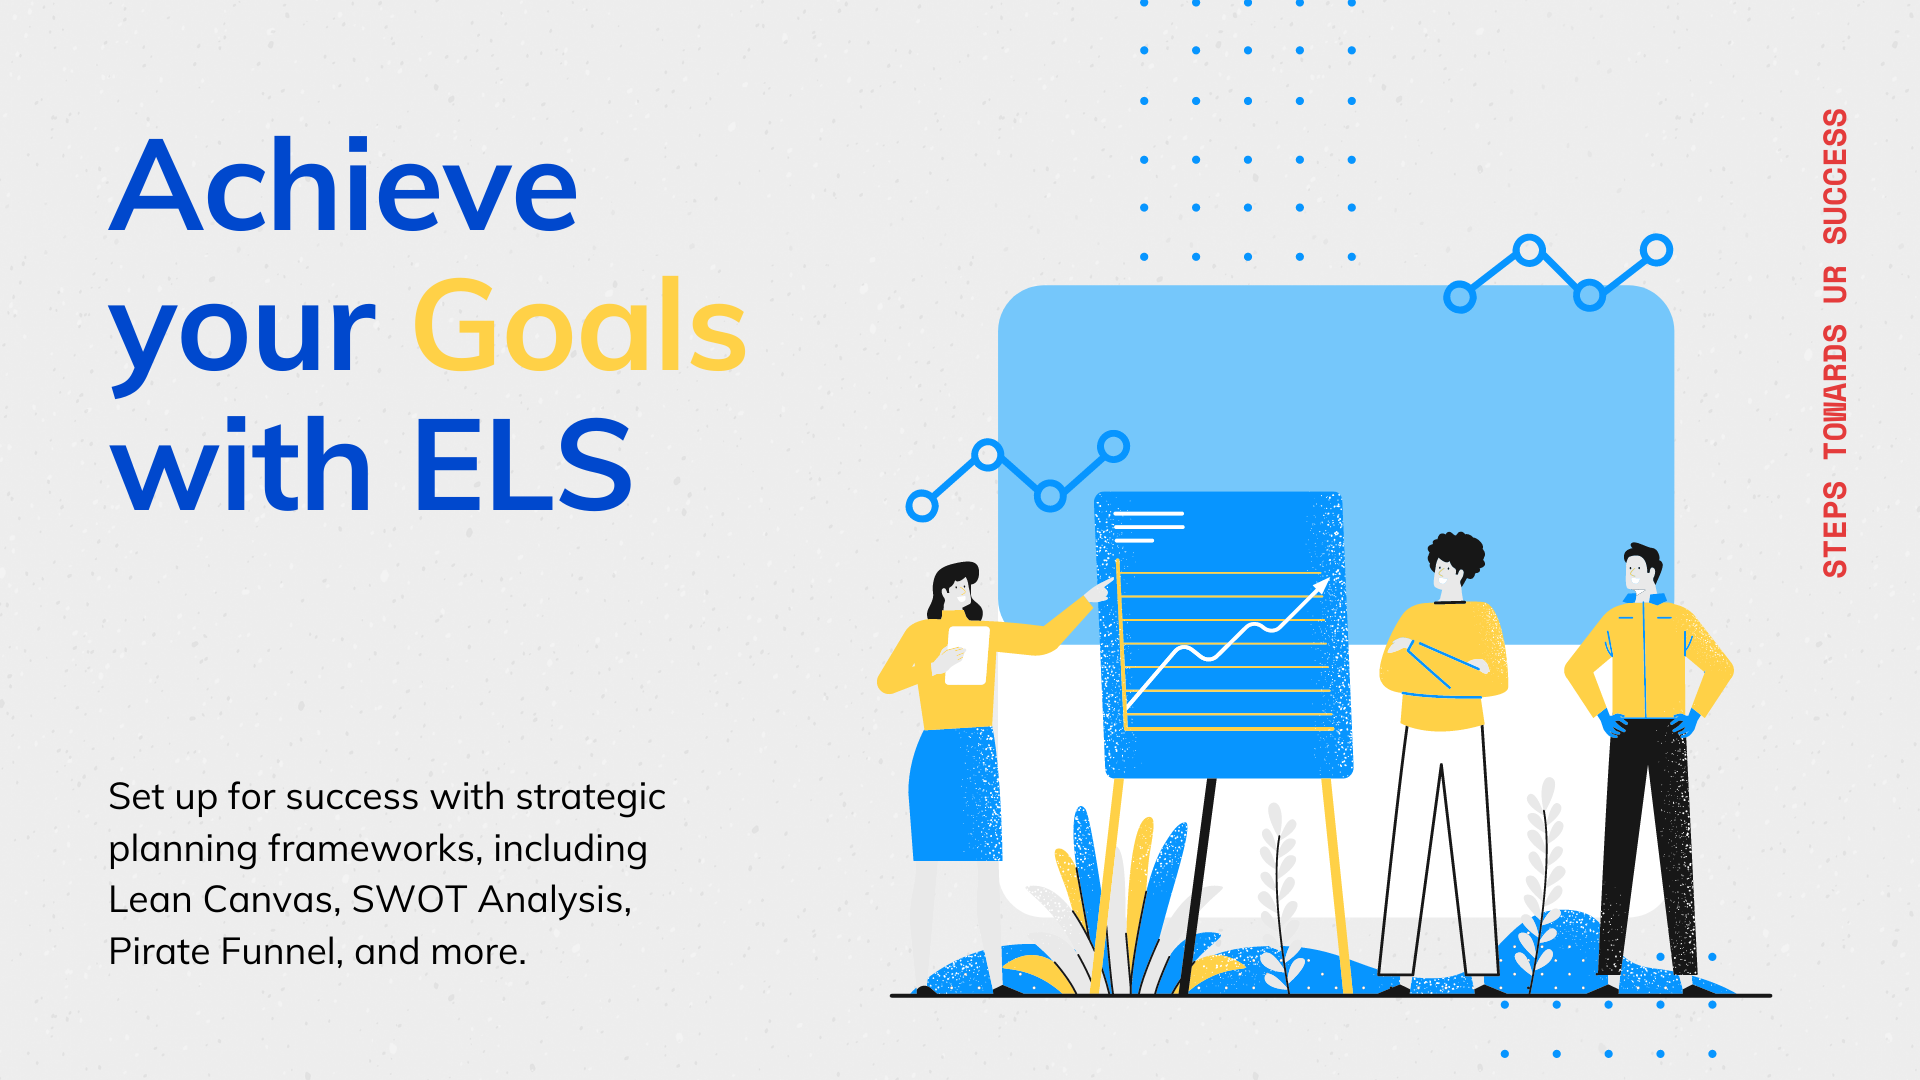 Achieve
your Goals
with ELS
Set up for success with strategic
planning frameworks, including
Lean Canvas, SWOT Analysis,
Pirate Funnel, and more.
STEPS TOWARDS UR SUCCESS